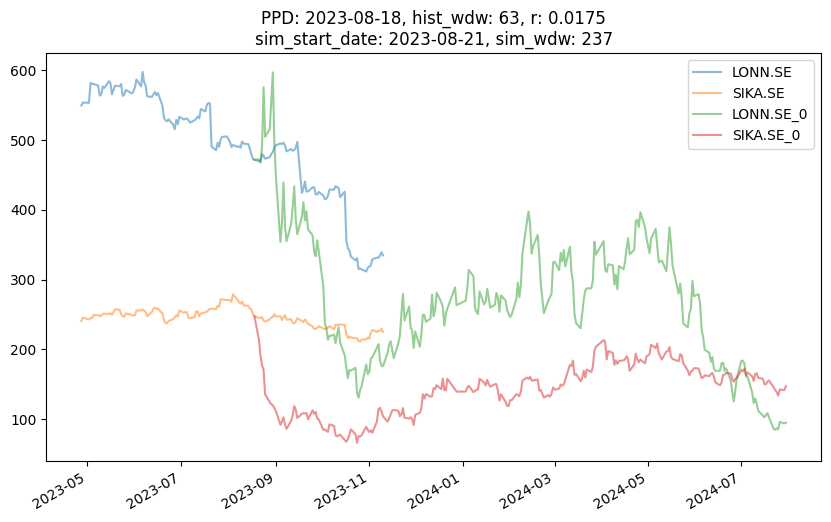 PPD: 2023-08-18, hist_wdw: 63, r: 0.0175
sim_start_date: 2023-08-21, sim_wdw: 237
LONN.SE
SIKA.SE
LONN.SE_0
SIKA.SE_0
600
500
400
300
200
100
2023-05
2023-07
2023-09
2023-11
2024-01
2024-03
2024-05
2024-07